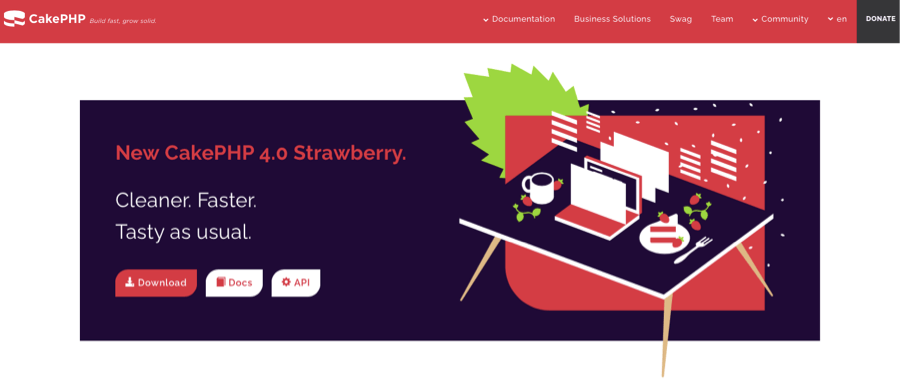 CakePHP Build fast, grow solid.
Documentation
Business Solutions
Swag
Team
Community
en
DONATE
New CakePHP 4.0 Strawberry.
Cleaner. Faster.
Tasty as usual.
Download
Docs
API